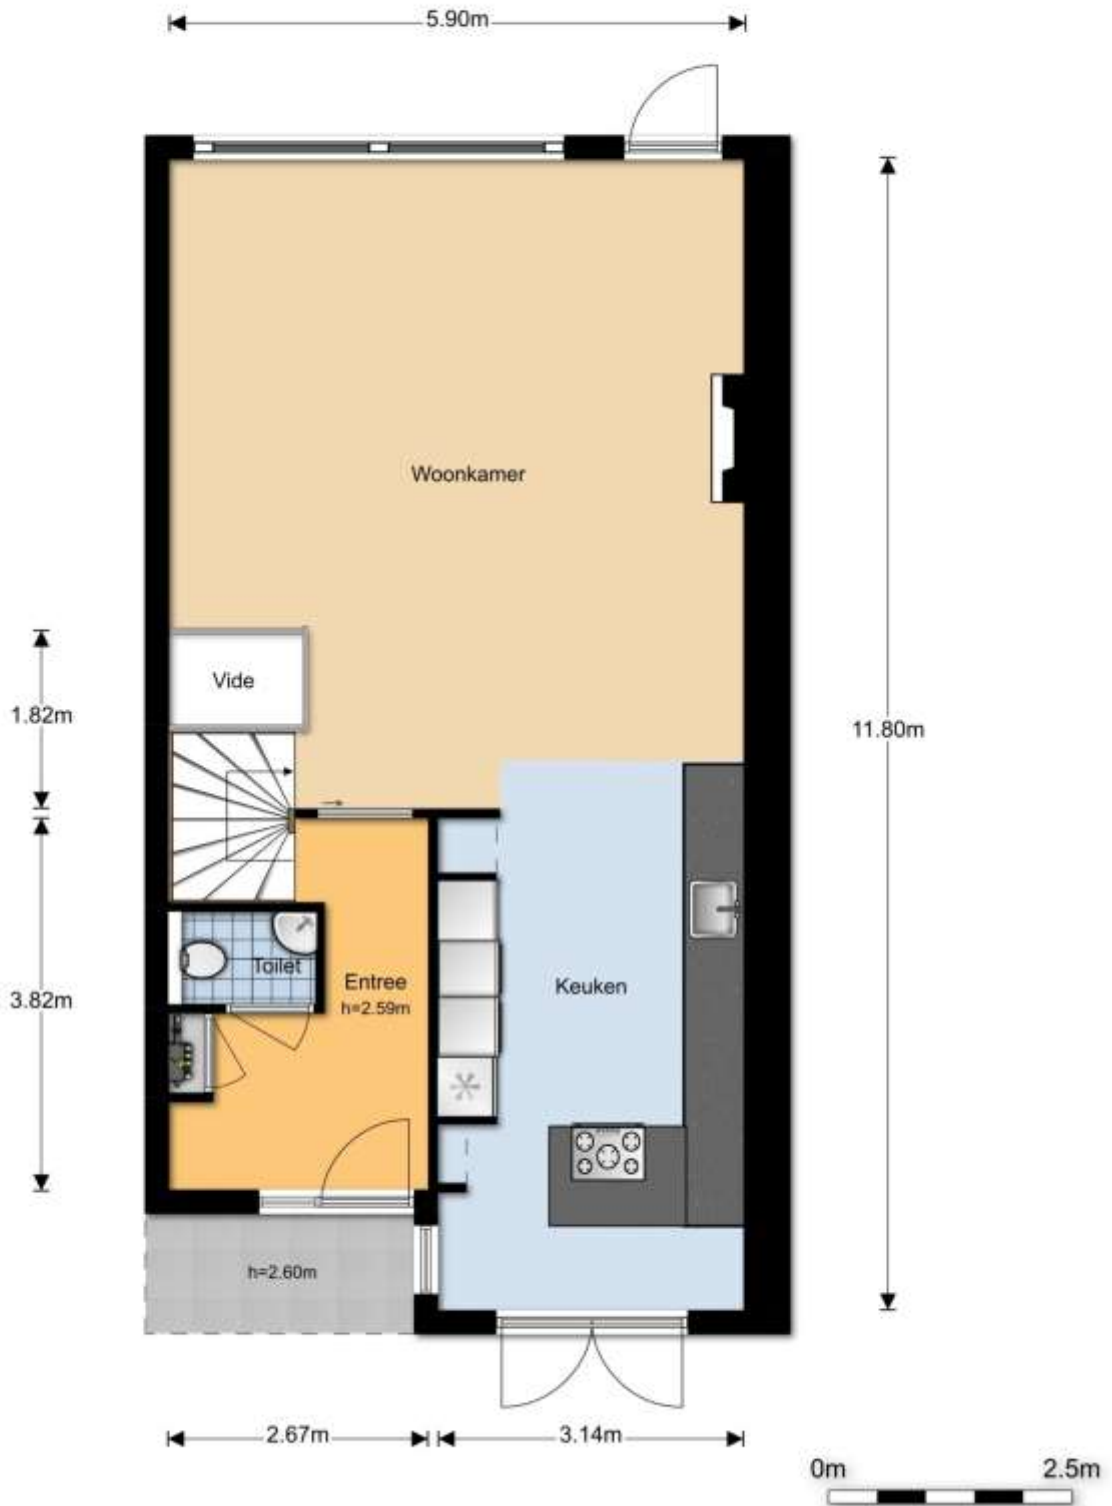 5.90m
Woonkamer
Vide
1.82m
11.80m
Toilet
Entree
h=2.59m
Keuken
3.82m
h=2.60m
2.67m
3.14m
0m
2.5m